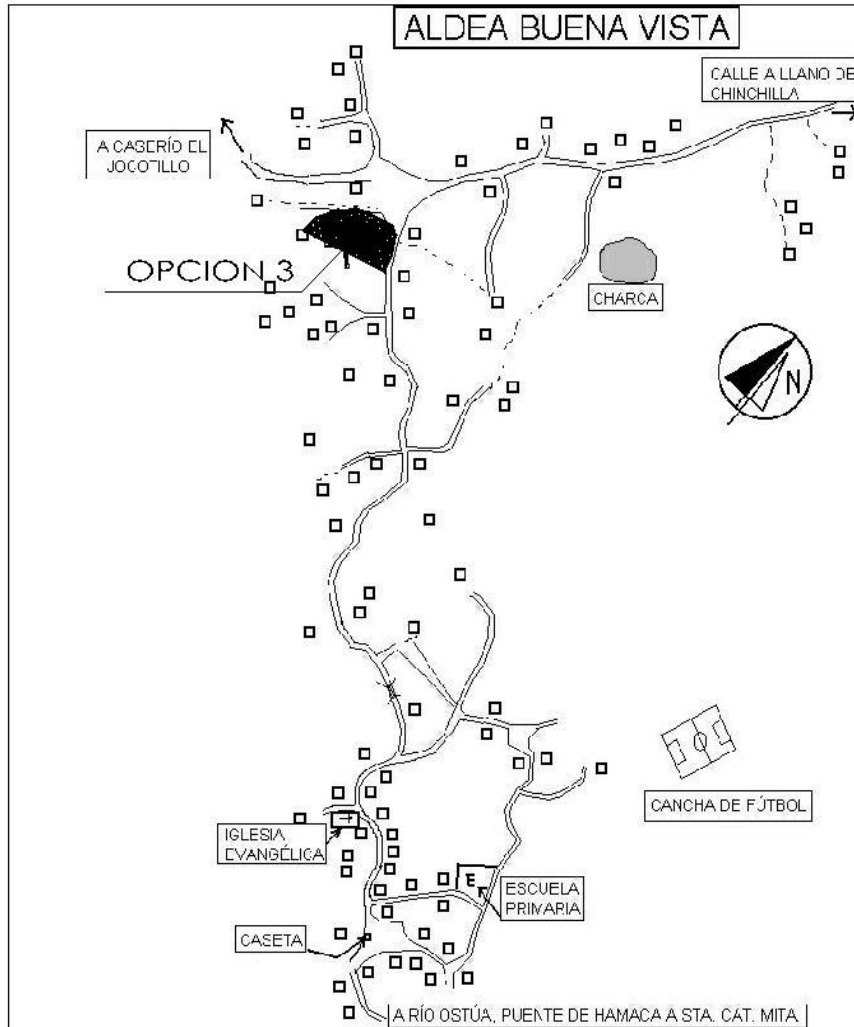 ALDEA BUENA VISTA
CALLE A LLANO DE
CHINCHILLA
A CASERÍO EL
JOCOTILLO
OPCION 3
CHARCA
N
CANCHA DE FÚTBOL
IGLESIA
EVANGÉLICA
E
ESCUELA
PRIMARIA
CASETA
A RÍO OSTÚA, PUENTE DE HAMACA A STA. CAT. MITA